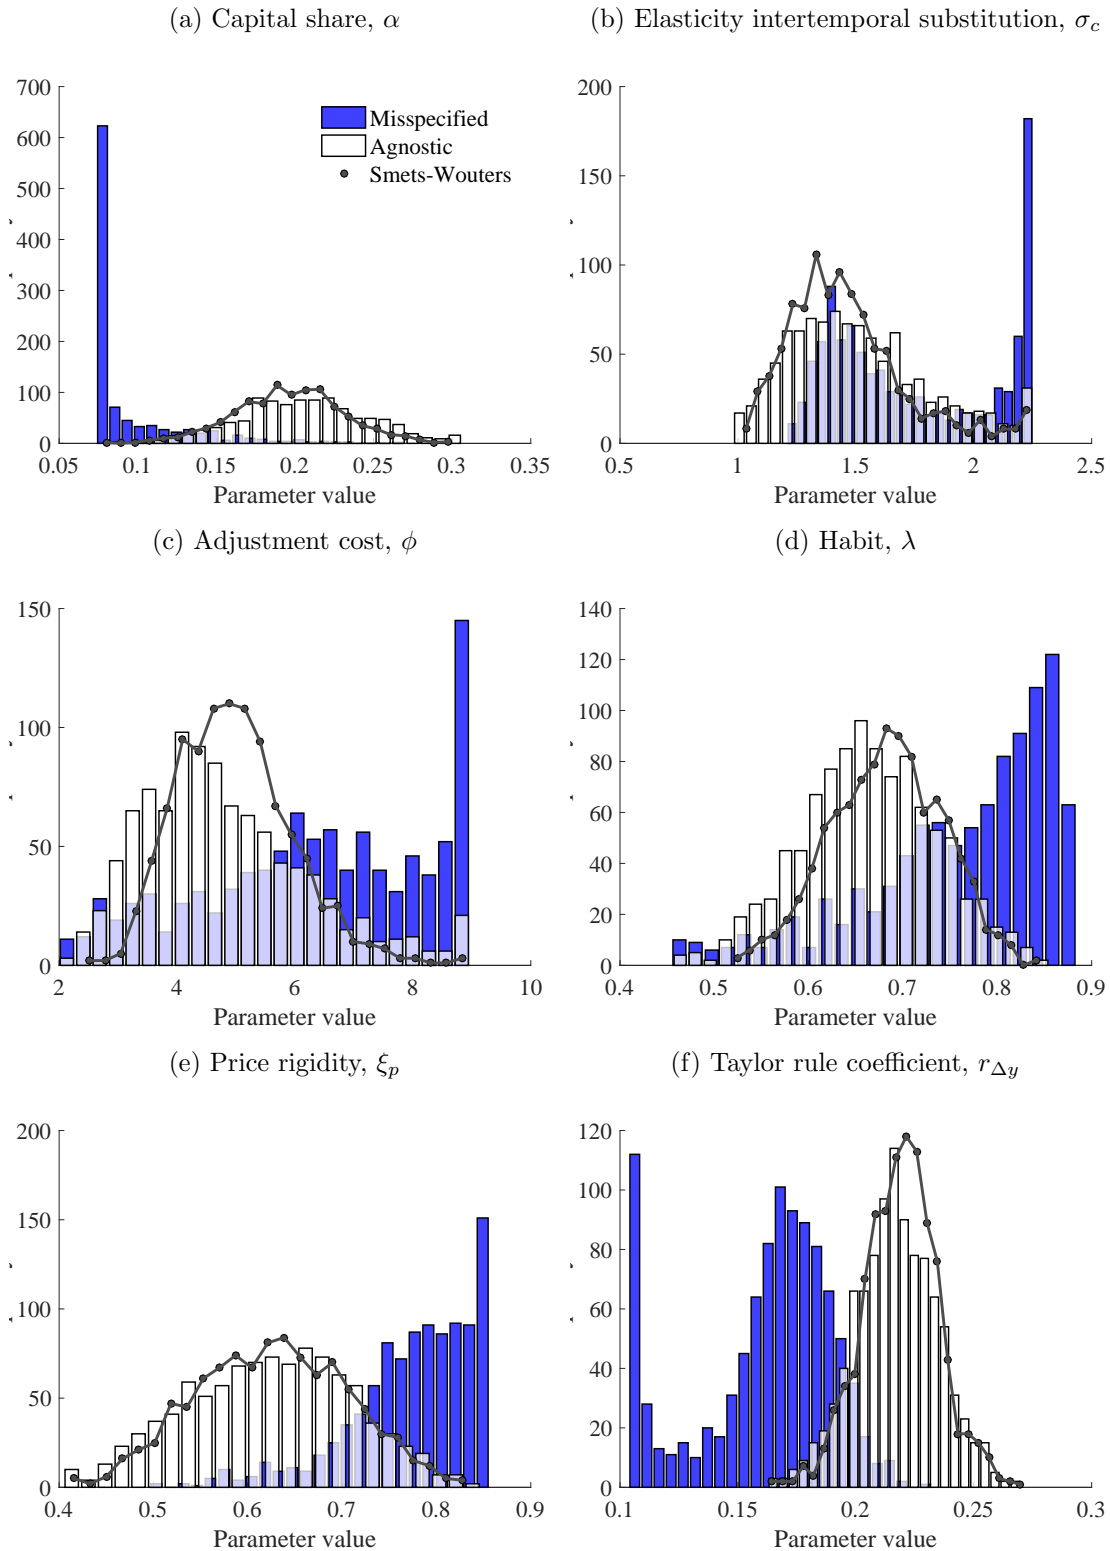 (a) Capital share, α
(b) Elasticity intertemporal substitution, σ_c
700
600
500
400
300
200
100
0
Misspecified
Agnostic
Smets-Wouters
0.05 0.1 0.15 0.2 0.25 0.3 0.35
Parameter value
200
150
100
50
0
0.5 1 1.5 2 2.5
Parameter value
(c) Adjustment cost, ϕ
(d) Habit, λ
150
100
50
0
2 4 6 8 10
Parameter value
140
120
100
80
60
40
20
0
0.4 0.5 0.6 0.7 0.8 0.9
Parameter value
(e) Price rigidity, ξ_p
(f) Taylor rule coefficient, r_Δy
200
150
100
50
0
0.4 0.5 0.6 0.7 0.8 0.9
Parameter value
120
100
80
60
40
20
0
0.1 0.15 0.2 0.25 0.3
Parameter value